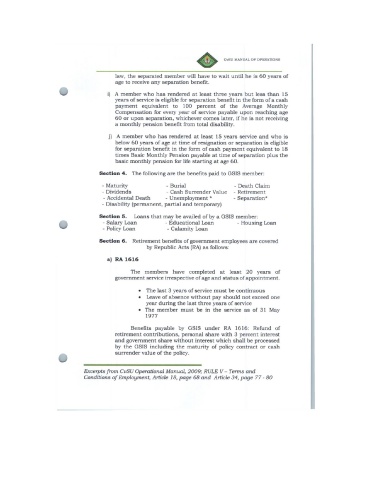 GSIS MANUAL OF OPERATIONS
law, the separated member will have to wait until he is 60 years of
age to receive any separation benefit.
i) A member who has rendered at least three years but less than 15
years of service is eligible for separation benefit in the form of a cash
payment equivalent to 100 percent of the Average Monthly
Compensation for every year of service payable upon reaching age
60 or upon separation, whichever comes later, if he is not receiving
a monthly pension benefit from total disability.
j) A member who has rendered at least 15 years service and who is
below 60 years of age at time of resignation or separation is eligible
for separation benefit in the form of cash payment equivalent to 18
times Basic Monthly Pension payable at time of separation plus the
basic monthly pension for life starting at age 60.
Section 4. The following are the benefits paid to GSIS member:
- Maturity - Burial - Death Claim
- Dividends - Cash Surrender Value - Retirement
- Accidental Death - Unemployment * - Separation*
- Disability (permanent, partial and temporary)
Section 5. Loans that may be availed of by a GSIS member:
- Salary Loan - Educational Loan - Housing Loan
- Policy Loan - Calamity Loan
Section 6. Retirement benefits of government employees are covered
by Republic Acts (RA) as follows:
a) RA 1616
The members have completed at least 20 years of
government service irrespective of age and status of appointment.
• The last 3 years of service must be continuous
• Leave of absence without pay should not exceed one
year during the last three years of service
• The member must be in the service as of 31 May
1977
Benefits payable by GSIS under RA 1616: Refund of
retirement contributions, personal share with 3 percent interest
and government share without interest which shall be processed
by the GSIS including the maturity of policy contract or cash
surrender value of the policy.
Excerpts from CvSU Operational Manual, 2009; RULE V – Terms and
Conditions of Employment, Article 18, page 68 and Article 34, page 77 - 80